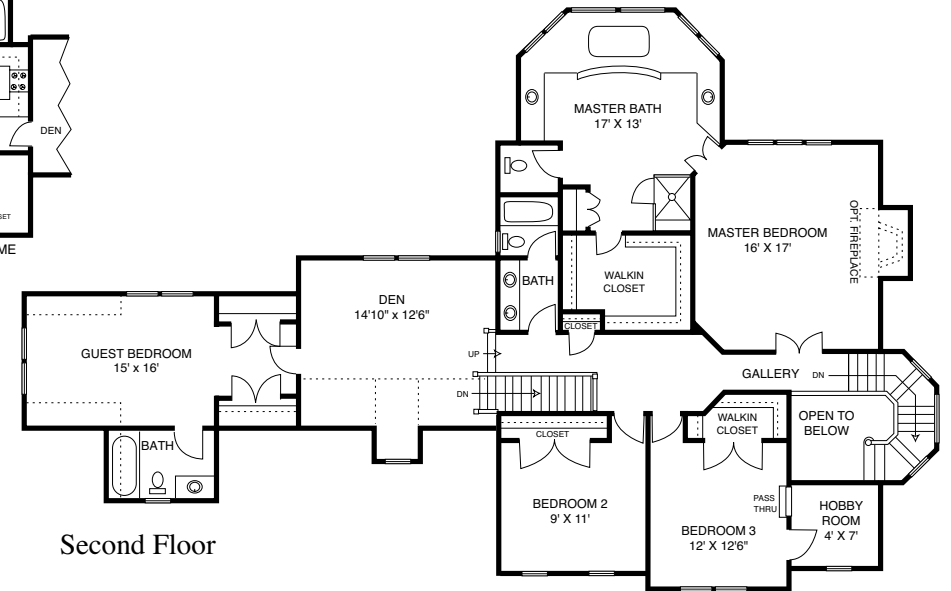 DEN
SET
ME
MASTER BATH
17' X 13'
MASTER BEDROOM
16' X 17'
OPT. FIREPLACE
WALKIN
CLOSET
BATH
CLOSET
DEN
14'10" x 12'6"
UP
DN
GUEST BEDROOM
15' x 16'
BATH
GALLERY
DN
OPEN TO
BELOW
WALKIN
CLOSET
CLOSET
BEDROOM 2
9' X 11'
BEDROOM 3
12' X 12'6"
PASS
THRU
HOBBY
ROOM
4' X 7'
Second Floor